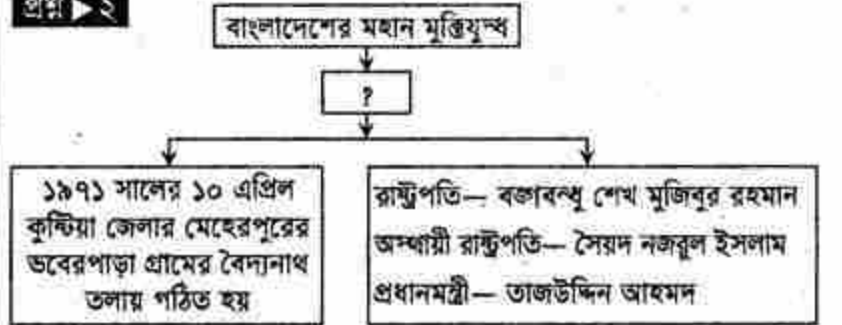 প্রশ্ন ▶ ২
বাংলাদেশের মহান মুক্তিযুদ্ধ
?
১৯৭১ সালের ১০ এপ্রিল
কুষ্টিয়া জেলার মেহেরপুরের
ভবেরপাড়া গ্রামের বৈদ্যনাথ
তলায় গঠিত হয়
রাষ্ট্রপতি— বঙ্গবন্ধু শেখ মুজিবুর রহমান
অস্থায়ী রাষ্ট্রপতি— সৈয়দ নজরুল ইসলাম
প্রধানমন্ত্রী— তাজউদ্দিন আহমদ